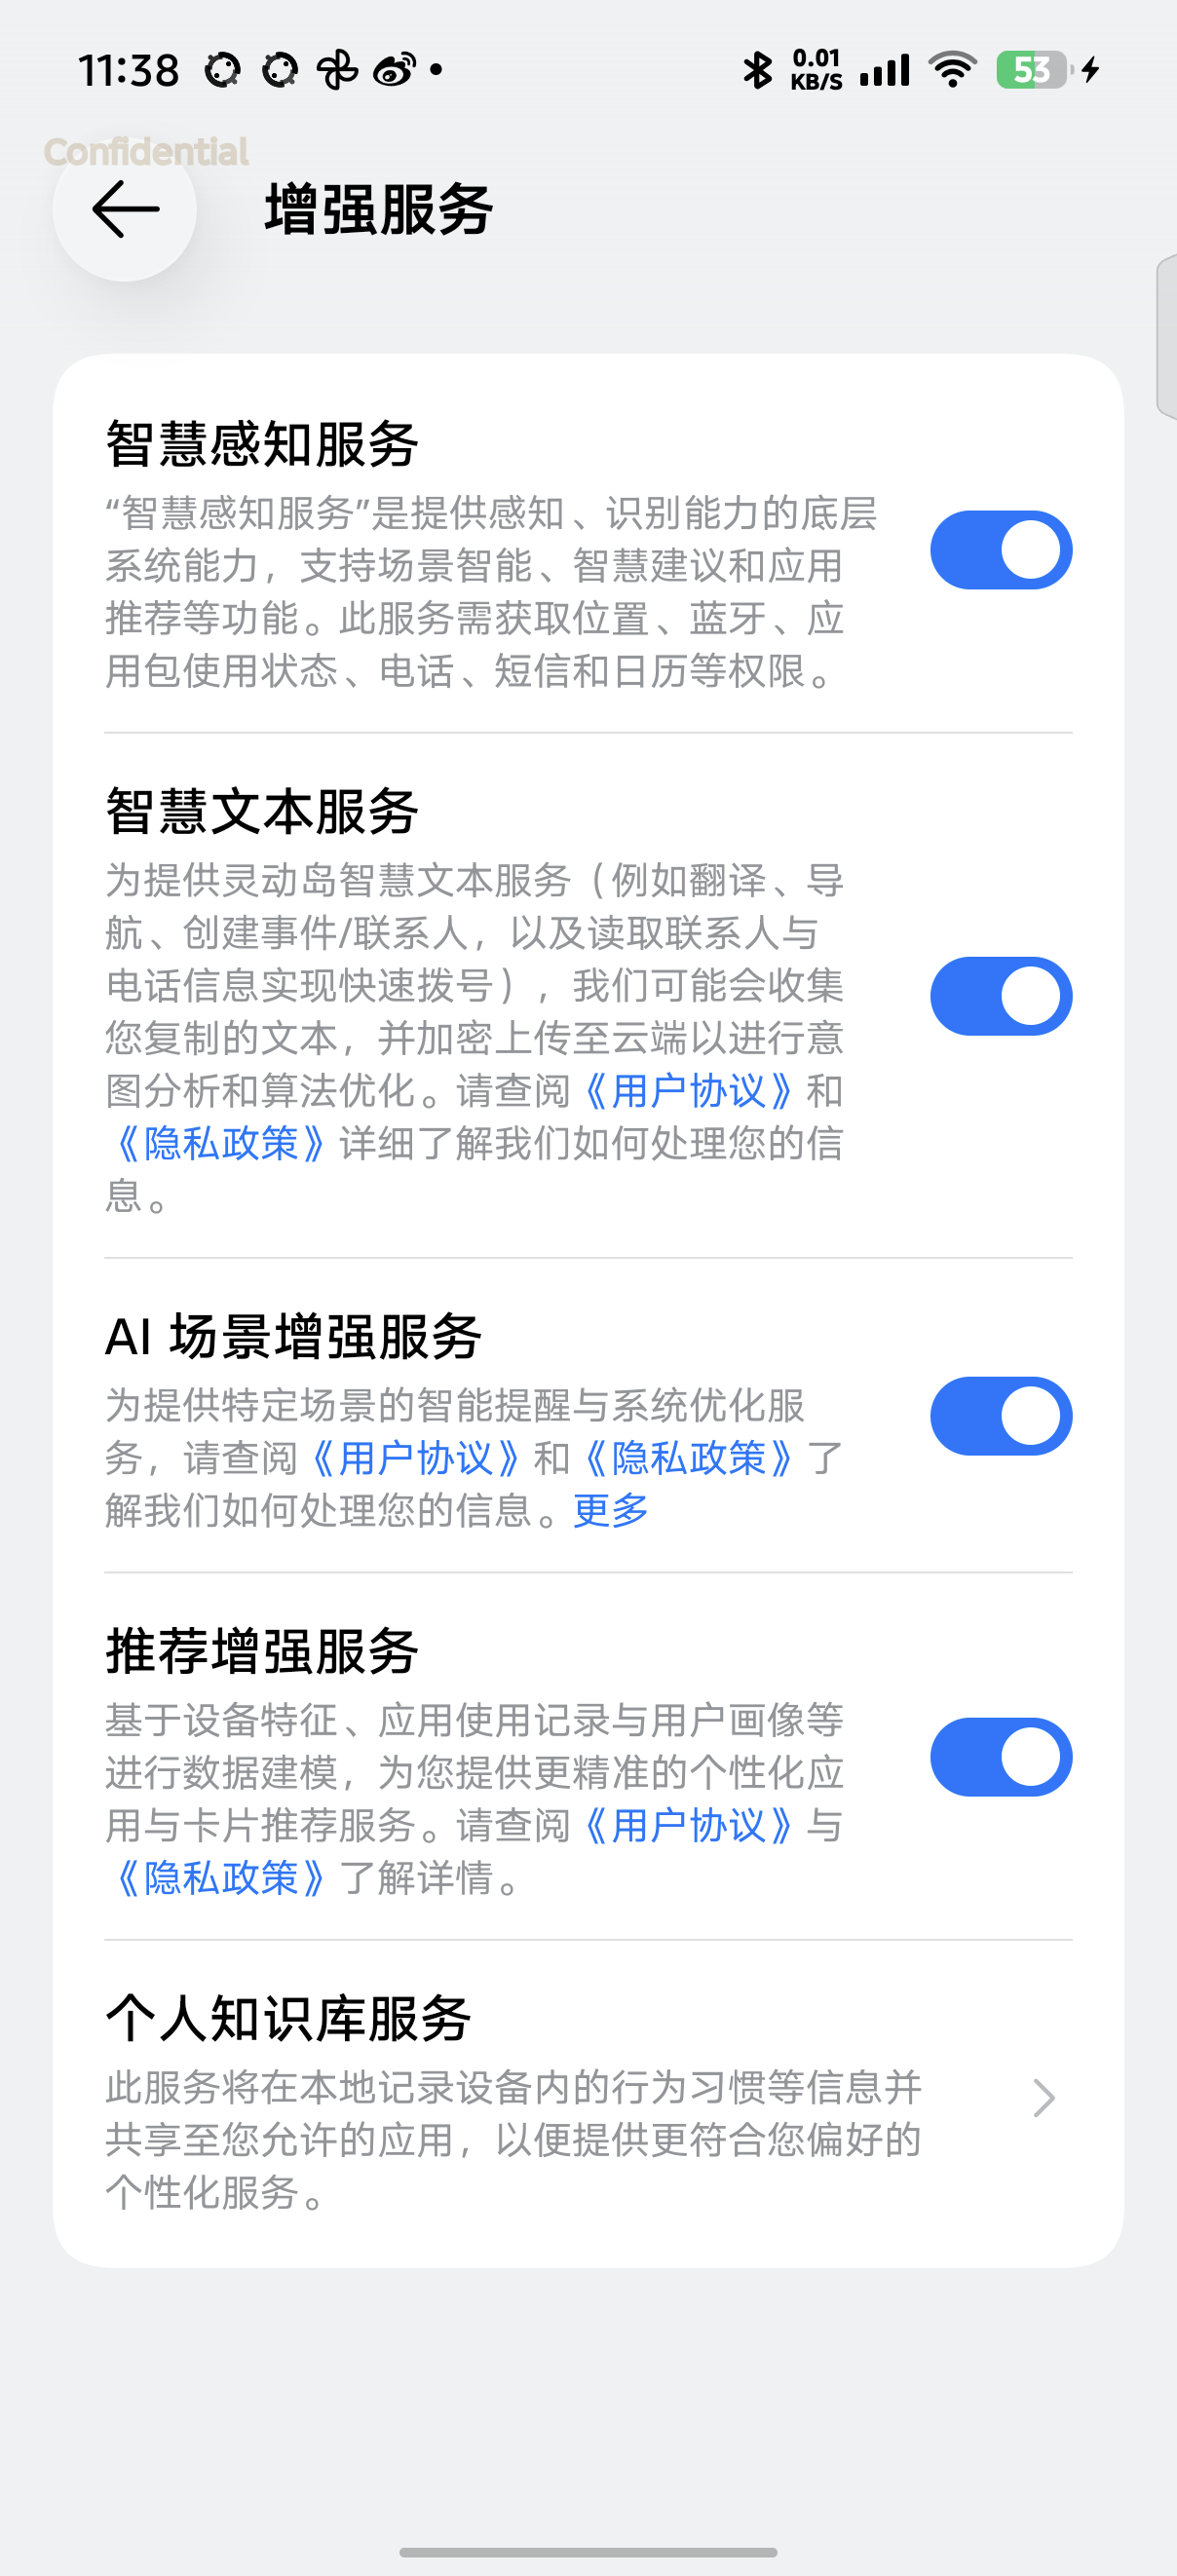 11:38
0.01
KB/S
53
Confidential
增强服务
智慧感知服务
“智慧感知服务”是提供感知、识别能力的底层
系统能力，支持场景智能、智慧建议和应用
推荐等功能。此服务需获取位置、蓝牙、应
用包使用状态、电话、短信和日历等权限。
智慧文本服务
为提供灵动岛智慧文本服务（例如翻译、导
航、创建事件/联系人，以及读取联系人与
电话信息实现快速拨号），我们可能会收集
您复制的文本，并加密上传至云端以进行意
图分析和算法优化。请查阅《用户协议》和
《隐私政策》详细了解我们如何处理您的信
息。
AI 场景增强服务
为提供特定场景的智能提醒与系统优化服
务，请查阅《用户协议》和《隐私政策》了
解我们如何处理您的信息。更多
推荐增强服务
基于设备特征、应用使用记录与用户画像等
进行数据建模，为您提供更精准的个性化应
用与卡片推荐服务。请查阅《用户协议》与
《隐私政策》了解详情。
个人知识库服务
此服务将在本地记录设备内的行为习惯等信息并
共享至您允许的应用，以便提供更符合您偏好的
个性化服务。